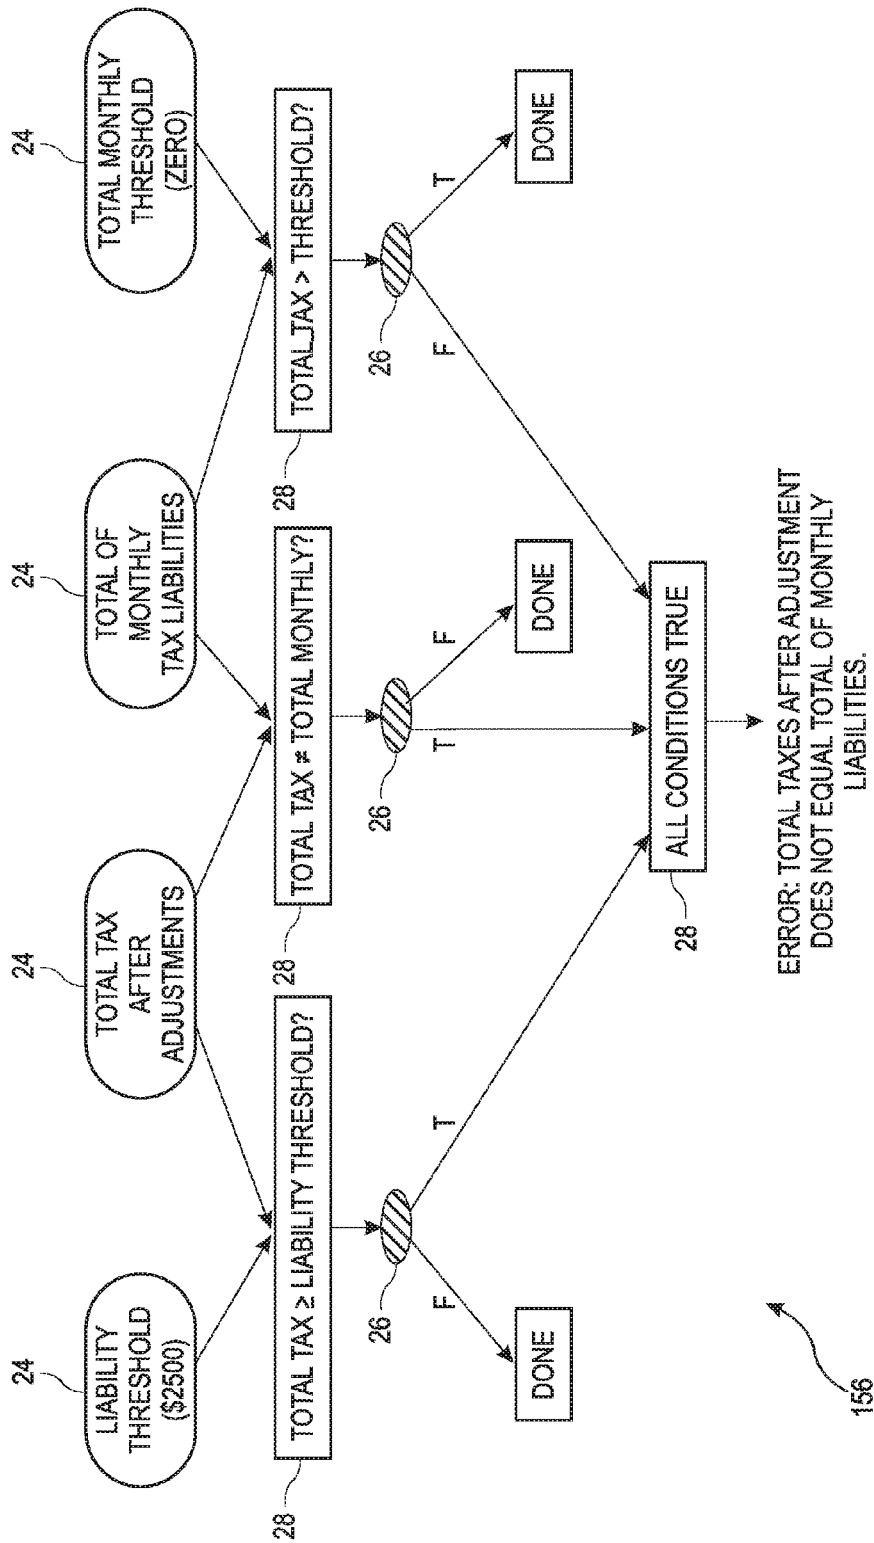 24
LIABILITY
THRESHOLD
($2500)
24
TOTAL TAX
AFTER
ADJUSTMENTS
24
TOTAL OF
MONTHLY
TAX LIABILITIES
24
TOTAL MONTHLY
THRESHOLD
(ZERO)
28
TOTAL TAX ≥ LIABILITY THRESHOLD?
28
TOTAL TAX ≠ TOTAL MONTHLY?
28
TOTAL_TAX > THRESHOLD?
26
26
26
F
T
T
F
F
T
DONE
DONE
DONE
28
ALL CONDITIONS TRUE
ERROR: TOTAL TAXES AFTER ADJUSTMENT
DOES NOT EQUAL TOTAL OF MONTHLY
LIABILITIES.
156